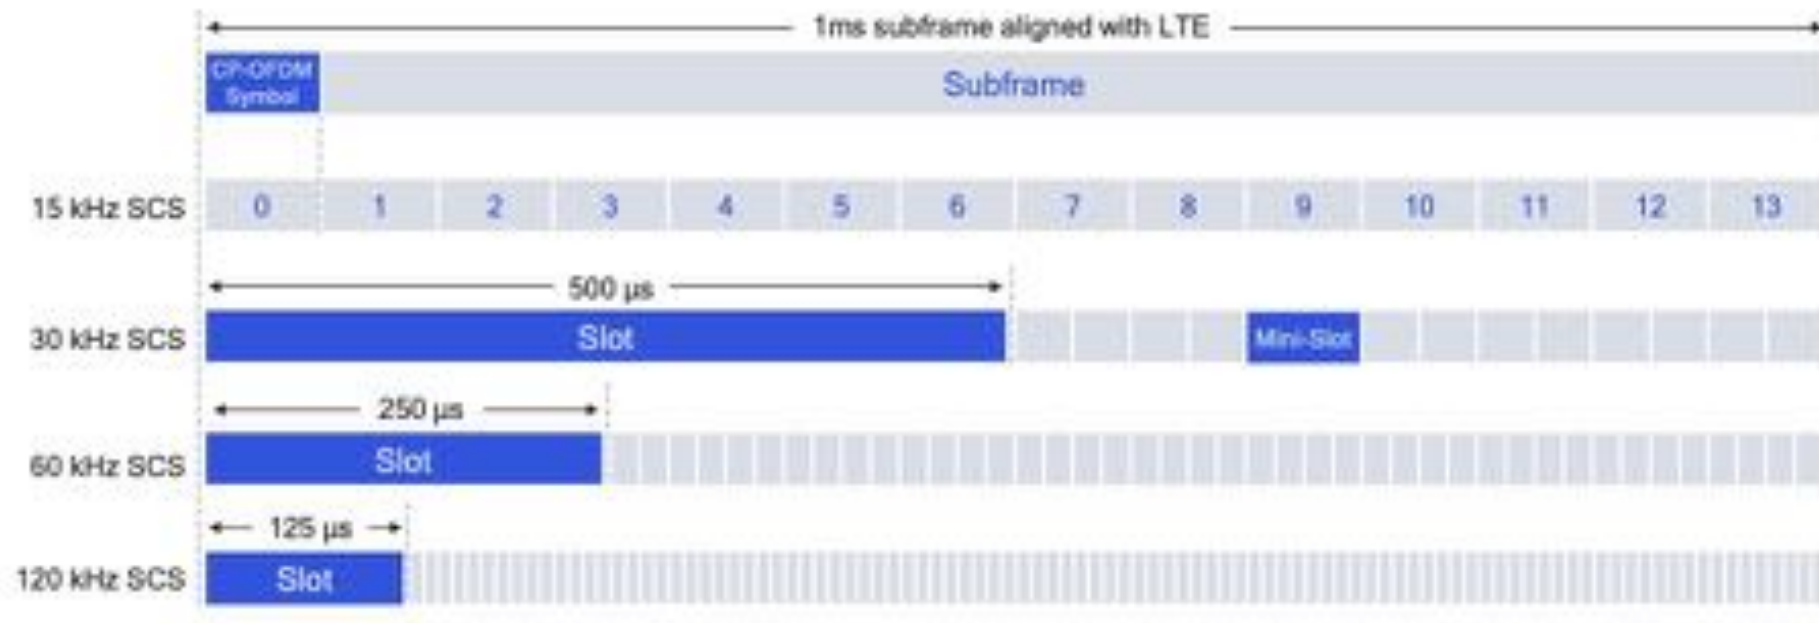 1ms subframe aligned with LTE
CP-OFDM
Symbol
Subframe
15 kHz SCS 0 1 2 3 4 5 6 7 8 9 10 11 12 13
500 µs
30 kHz SCS Slot Mini-Slot
250 µs
60 kHz SCS Slot
125 µs
120 kHz SCS Slot